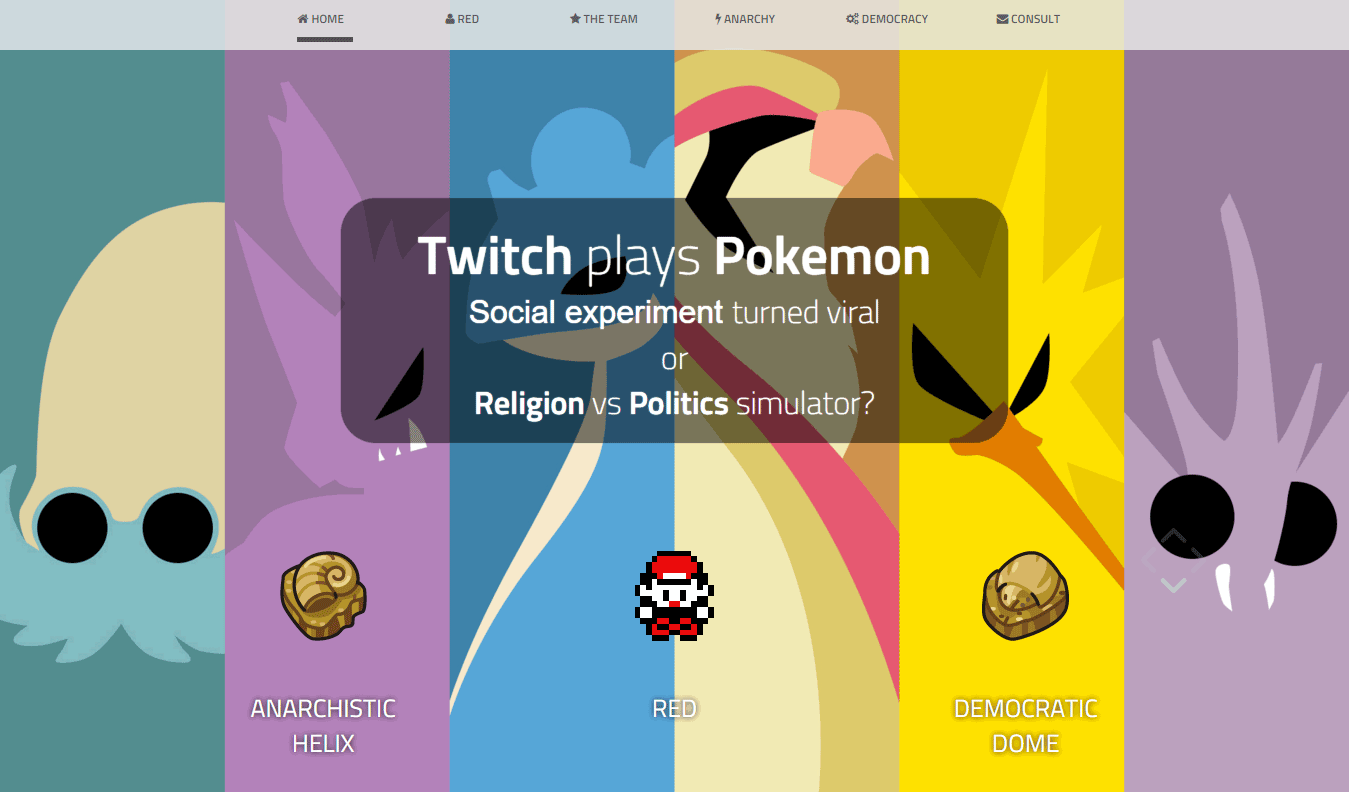 HOME RED THE TEAM ANARCHY DEMOCRACY CONSULT
Twitch plays Pokemon
Social experiment turned viral
or
Religion vs Politics simulator?
ANARCHISTIC
HELIX
RED
DEMOCRATIC
DOME